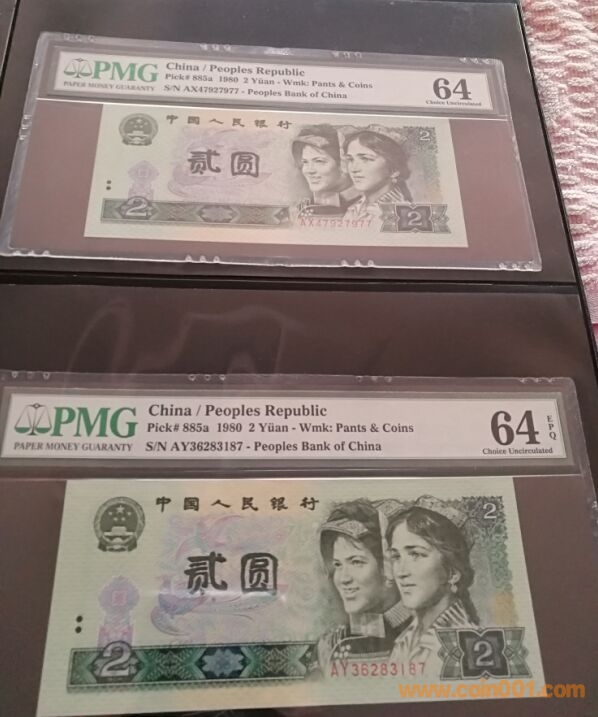 PMG
PAPER MONEY GUARANTY
China / Peoples Republic
Pick# 885a 1980 2 Yüan - Wmk: Pants & Coins
S/N AX47927977 - Peoples Bank of China
64
Choice Uncirculated
中国人民银行
贰圆
2
2
AX47927977
2
PMG
PAPER MONEY GUARANTY
China / Peoples Republic
Pick# 885a 1980 2 Yüan - Wmk: Pants & Coins
S/N AY36283187 - Peoples Bank of China
64 EPQ
Choice Uncirculated
中国人民银行
2
贰圆
2
AY36283187
2
www.coin001.com